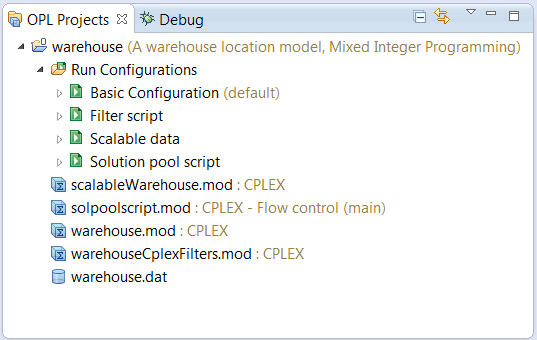 OPL Projects Debug
warehouse (A warehouse location model, Mixed Integer Programming)
Run Configurations
Basic Configuration (default)
Filter script
Scalable data
Solution pool script
scalableWarehouse.mod : CPLEX
solpoolscript.mod : CPLEX - Flow control (main)
warehouse.mod : CPLEX
warehouseCplexFilters.mod : CPLEX
warehouse.dat